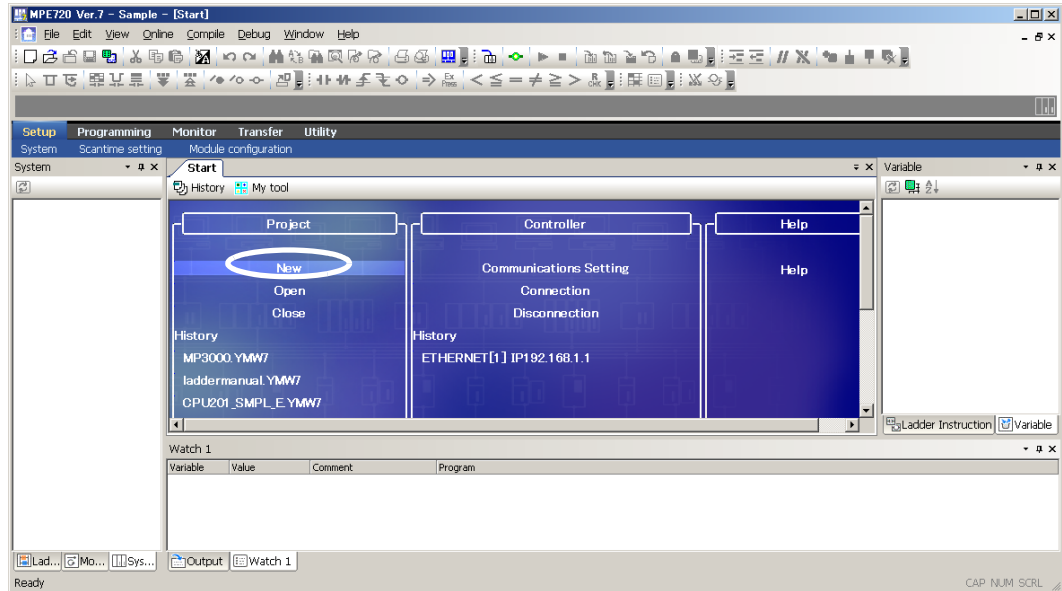 MPE720 Ver.7 - Sample - [Start]
File Edit View Online Compile Debug Window Help
Setup Programming Monitor Transfer Utility
System Scantime setting Module configuration
System
Start
Variable
History My tool
Project Controller Help
New Communications Setting Help
Open Connection
Close Disconnection
History History
MP3000.YMW7 ETHERNET[1] IP192.168.1.1
laddermanual.YMW7
CPU201_SMPL_E.YMW7
Ladder Instruction Variable
Watch 1
Variable Value Comment Program
Lad... Mo... Sys... Output Watch 1
Ready CAP NUM SCRL